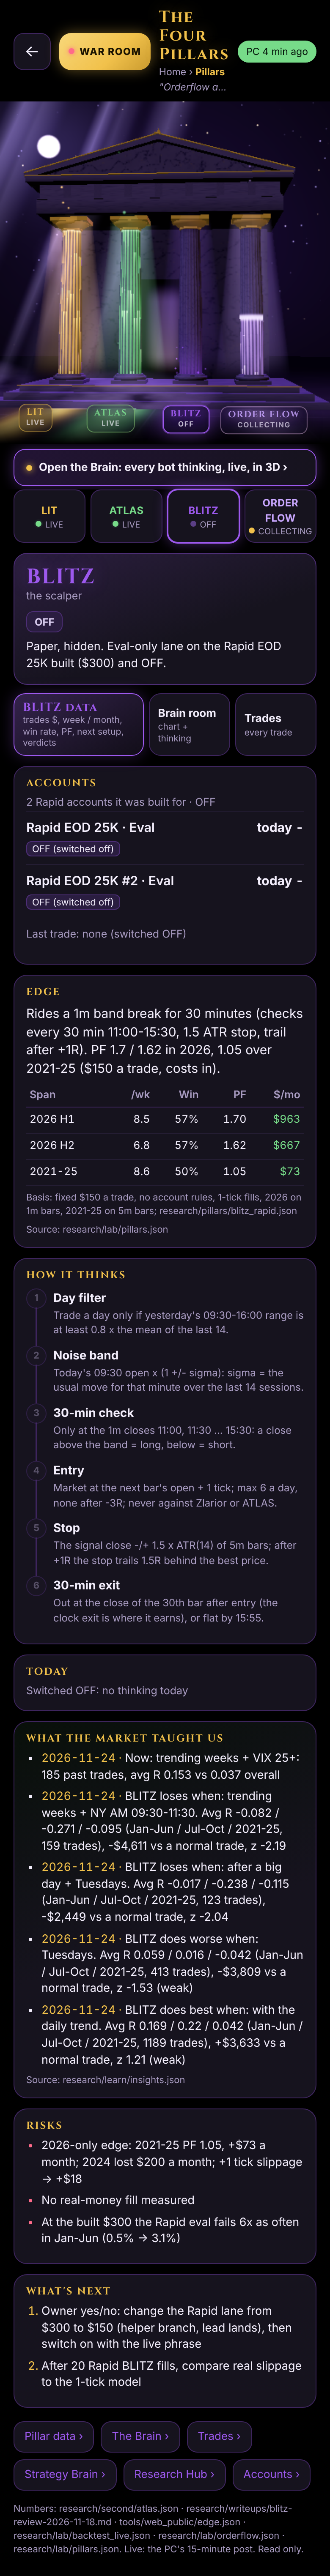 ←
WAR ROOM
THE
FOUR
PILLARS
Home › Pillars
"Orderflow a...
PC 4 min ago
LIT
LIVE
ATLAS
LIVE
BLITZ
OFF
ORDER FLOW
COLLECTING
Open the Brain: every bot thinking, live, in 3D ›
LIT
LIVE
ATLAS
LIVE
BLITZ
OFF
ORDER
FLOW
COLLECTING
BLITZ
the scalper
OFF
Paper, hidden. Eval-only lane on the Rapid EOD
25K built ($300) and OFF.
BLITZ DATA
trades $, week / month,
win rate, PF, next setup,
verdicts
Brain room
chart +
thinking
Trades
every trade
ACCOUNTS
2 Rapid accounts it was built for · OFF
Rapid EOD 25K · Eval today -
OFF (switched off)
Rapid EOD 25K #2 · Eval today -
OFF (switched off)
Last trade: none (switched OFF)
EDGE
Rides a 1m band break for 30 minutes (checks
every 30 min 11:00-15:30, 1.5 ATR stop, trail
after +1R). PF 1.7 / 1.62 in 2026, 1.05 over
2021-25 ($150 a trade, costs in).
Span /wk Win PF $/mo
2026 H1 8.5 57% 1.70 $963
2026 H2 6.8 57% 1.62 $667
2021-25 8.6 50% 1.05 $73
Basis: fixed $150 a trade, no account rules, 1-tick fills, 2026 on
1m bars, 2021-25 on 5m bars; research/pillars/blitz_rapid.json
Source: research/lab/pillars.json
HOW IT THINKS
1 Day filter
Trade a day only if yesterday's 09:30-16:00 range is
at least 0.8 x the mean of the last 14.
2 Noise band
Today's 09:30 open x (1 +/- sigma): sigma = the
usual move for that minute over the last 14 sessions.
3 30-min check
Only at the 1m closes 11:00, 11:30 ... 15:30: a close
above the band = long, below = short.
4 Entry
Market at the next bar's open + 1 tick; max 6 a day,
none after -3R; never against Zlarior or ATLAS.
5 Stop
The signal close -/+ 1.5 x ATR(14) of 5m bars; after
+1R the stop trails 1.5R behind the best price.
6 30-min exit
Out at the close of the 30th bar after entry (the
clock exit is where it earns), or flat by 15:55.
TODAY
Switched OFF: no thinking today
WHAT THE MARKET TAUGHT US
• 2026-11-24 · Now: trending weeks + VIX 25+:
185 past trades, avg R 0.153 vs 0.037 overall
• 2026-11-24 · BLITZ loses when: trending
weeks + NY AM 09:30-11:30. Avg R -0.082 /
-0.271 / -0.095 (Jan-Jun / Jul-Oct / 2021-25,
159 trades), -$4,611 vs a normal trade, z -2.19
• 2026-11-24 · BLITZ loses when: after a big
day + Tuesdays. Avg R -0.017 / -0.238 / -0.115
(Jan-Jun / Jul-Oct / 2021-25, 123 trades),
-$2,449 vs a normal trade, z -2.04
• 2026-11-24 · BLITZ does worse when:
Tuesdays. Avg R 0.059 / 0.016 / -0.042 (Jan-Jun
/ Jul-Oct / 2021-25, 413 trades), -$3,809 vs a
normal trade, z -1.53 (weak)
• 2026-11-24 · BLITZ does best when: with the
daily trend. Avg R 0.169 / 0.22 / 0.042 (Jan-Jun /
Jul-Oct / 2021-25, 1189 trades), +$3,633 vs a
normal trade, z 1.21 (weak)
Source: research/learn/insights.json
RISKS
• 2026-only edge: 2021-25 PF 1.05, +$73 a
month; 2024 lost $200 a month; +1 tick slippage
→ +$18
• No real-money fill measured
• At the built $300 the Rapid eval fails 6x as often
in Jan-Jun (0.5% → 3.1%)
WHAT'S NEXT
1. Owner yes/no: change the Rapid lane from
$300 to $150 (helper branch, lead lands), then
switch on with the live phrase
2. After 20 Rapid BLITZ fills, compare real slippage
to the 1-tick model
Pillar data ›
The Brain ›
Trades ›
Strategy Brain ›
Research Hub ›
Accounts ›
Numbers: research/second/atlas.json · research/writeups/blitz-
review-2026-11-18.md · tools/web_public/edge.json ·
research/lab/backtest_live.json · research/lab/orderflow.json ·
research/lab/pillars.json. Live: the PC's 15-minute post. Read only.